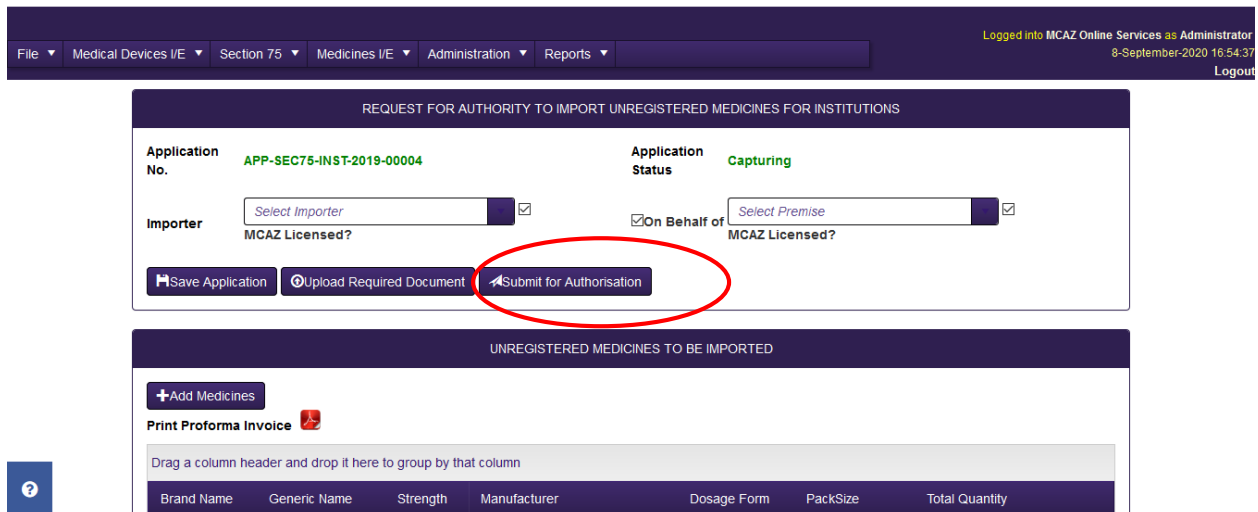 Logged into MCAZ Online Services as Administrator
File Medical Devices I/E Section 75 Medicines I/E Administration Reports
8-September-2020 16:54:37
Logout
REQUEST FOR AUTHORITY TO IMPORT UNREGISTERED MEDICINES FOR INSTITUTIONS
Application No. APP-SEC75-INST-2019-00004 Application Status Capturing
Importer Select Importer On Behalf of Select Premise
MCAZ Licensed? MCAZ Licensed?
Save Application Upload Required Document Submit for Authorisation
UNREGISTERED MEDICINES TO BE IMPORTED
Add Medicines
Print Proforma Invoice
Drag a column header and drop it here to group by that column
Brand Name Generic Name Strength Manufacturer Dosage Form PackSize Total Quantity